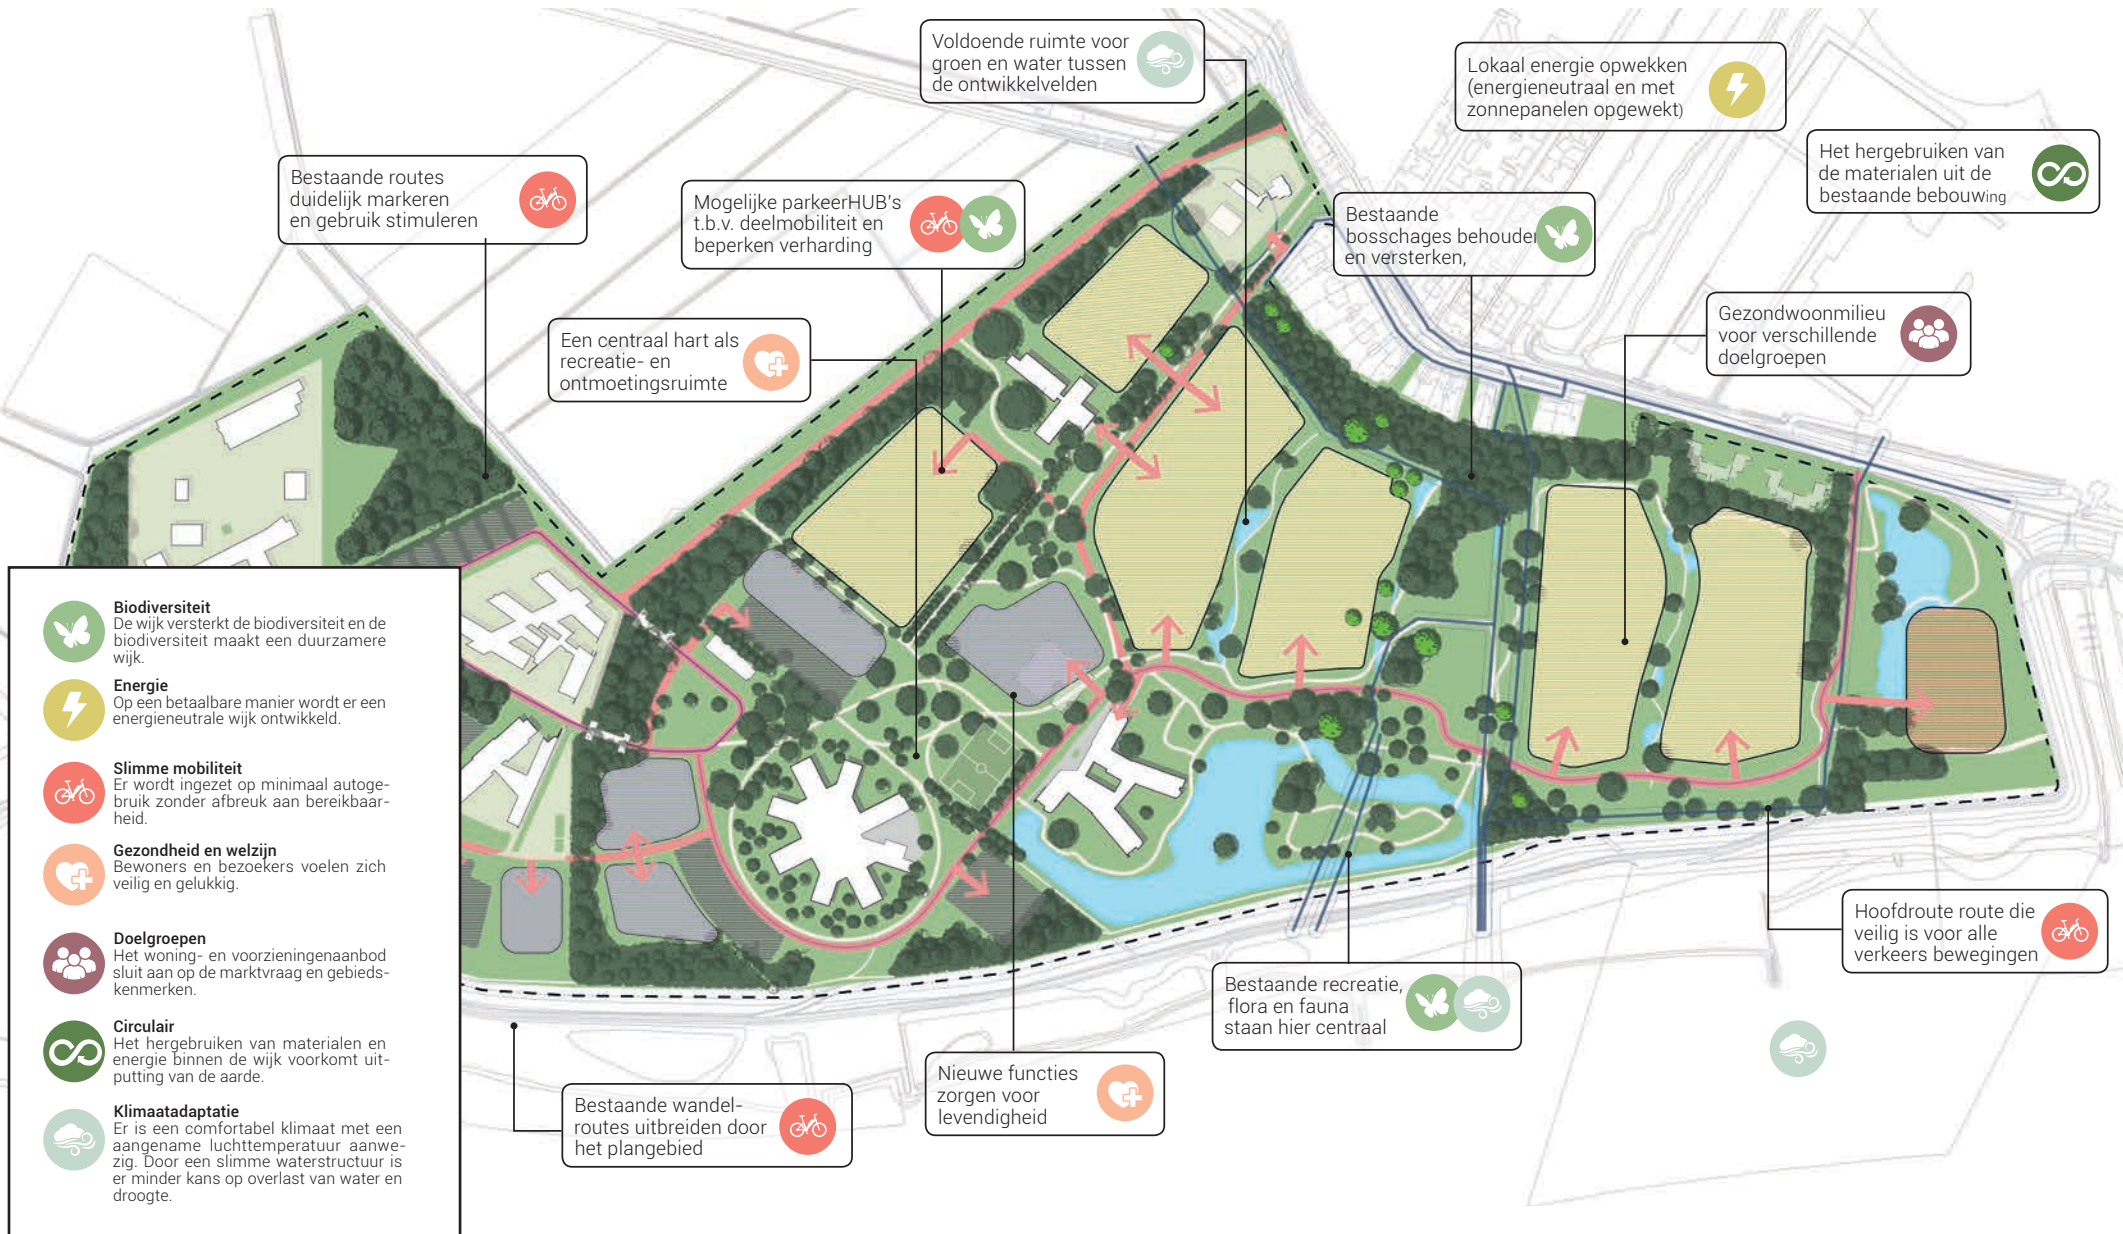 Voldoende ruimte voor
groen en water tussen
de ontwikkelvelden
Lokaal energie opwekken
(energieneutraal en met
zonnepanelen opgewekt)
Het hergebruiken van
de materialen uit de
bestaande bebouwing
Bestaande routes
duidelijk markeren
en gebruik stimuleren
Mogelijke parkeerHUB's
t.b.v. deelmobiliteit en
beperken verharding
Bestaande
bosschages behouden
en versterken,
Een centraal hart als
recreatie- en
ontmoetingsruimte
Gezondwoonmilieu
voor verschillende
doelgroepen
Biodiversiteit
De wijk versterkt de biodiversiteit en de
biodiversiteit maakt een duurzamere
wijk.
Energie
Op een betaalbare manier wordt er een
energieneutrale wijk ontwikkeld.
Slimme mobiliteit
Er wordt ingezet op minimaal autoge-
bruik zonder afbreuk aan bereikbaar-
heid.
Gezondheid en welzijn
Bewoners en bezoekers voelen zich
veilig en gelukkig.
Doelgroepen
Het woning- en voorzieningenaanbod
sluit aan op de marktvraag en gebieds-
kenmerken.
Circulair
Het hergebruiken van materialen en
energie binnen de wijk voorkomt uit-
putting van de aarde.
Klimaatadaptatie
Er is een comfortabel klimaat met een
aangename luchttemperatuur aanwe-
zig. Door een slimme waterstructuur is
er minder kans op overlast van water en
droogte.
Hoofdroute route die
veilig is voor alle
verkeers bewegingen
Bestaande recreatie,
flora en fauna
staan hier centraal
Nieuwe functies
zorgen voor
levendigheid
Bestaande wandel-
routes uitbreiden door
het plangebied